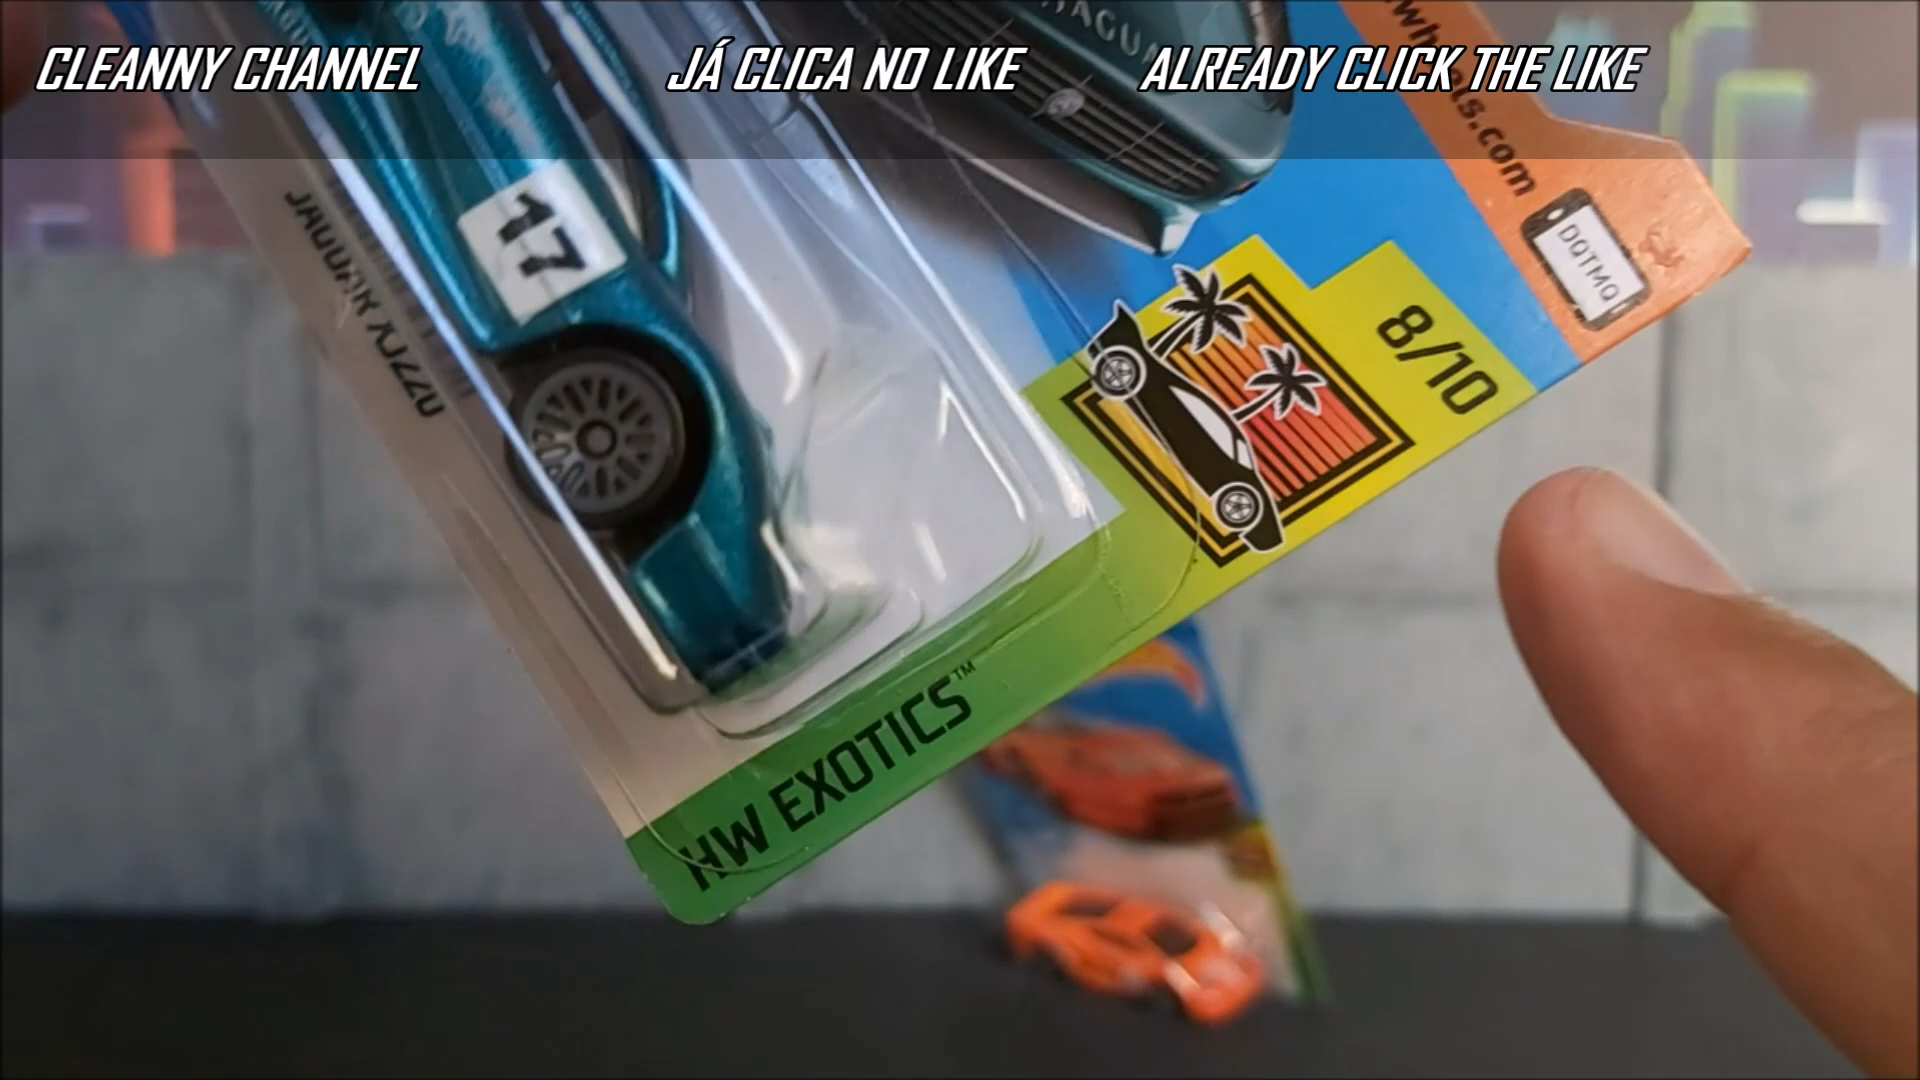 CLEANNY CHANNEL
JÁ CLICA NO LIKE
ALREADY CLICK THE LIKE
JAGUAR XJ220
17
8/10
DQTMQ
HW EXOTICS™